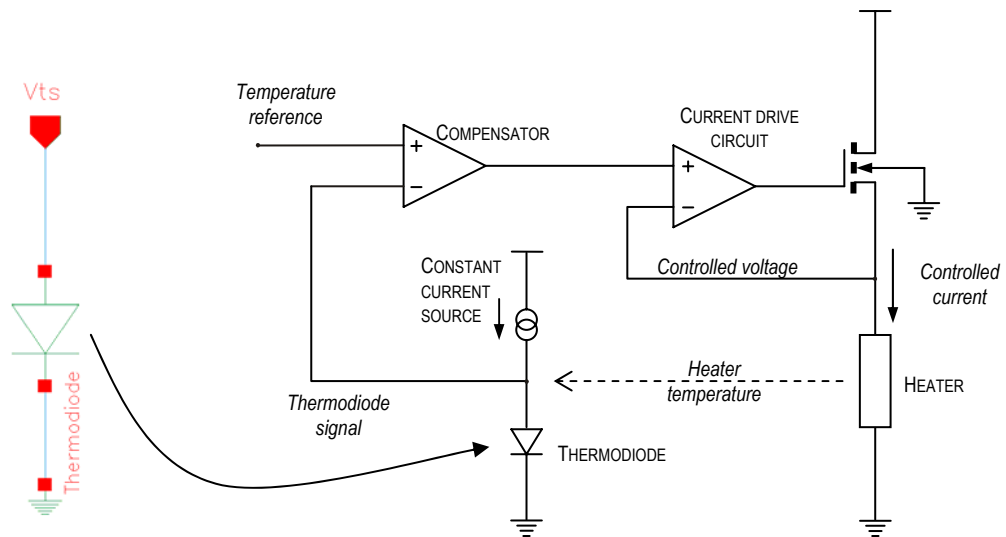 Vts
Thermodiode
Temperature
reference
+
−
COMPENSATOR
CURRENT DRIVE
CIRCUIT
+
−
CONSTANT
CURRENT
SOURCE
Controlled voltage
Controlled
current
Thermodiode
signal
Heater
temperature
HEATER
THERMODIODE